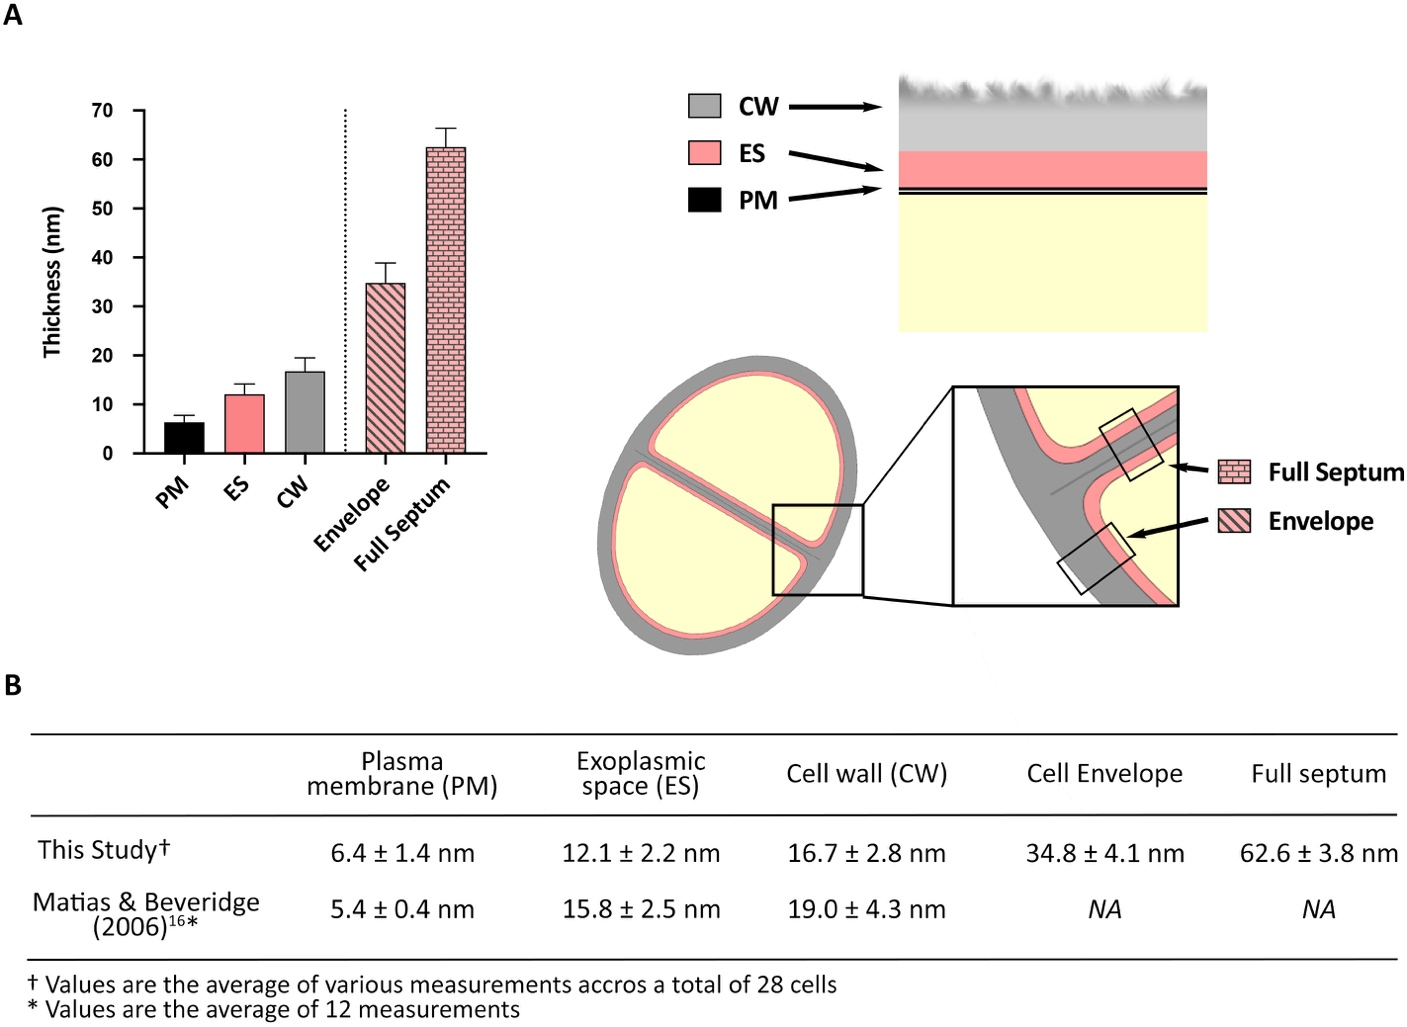 A
70
60
50
40
30
20
10
0
Thickness (nm)
PM
ES
CW
Envelope
Full Septum
CW
ES
PM
Full Septum
Envelope
B
Plasma
membrane (PM)
Exoplasmic
space (ES)
Cell wall (CW)
Cell Envelope
Full septum
This Study† 6.4 ± 1.4 nm 12.1 ± 2.2 nm 16.7 ± 2.8 nm 34.8 ± 4.1 nm 62.6 ± 3.8 nm
Matias & Beveridge
(2006)16* 5.4 ± 0.4 nm 15.8 ± 2.5 nm 19.0 ± 4.3 nm NA NA
† Values are the average of various measurements accros a total of 28 cells
* Values are the average of 12 measurements